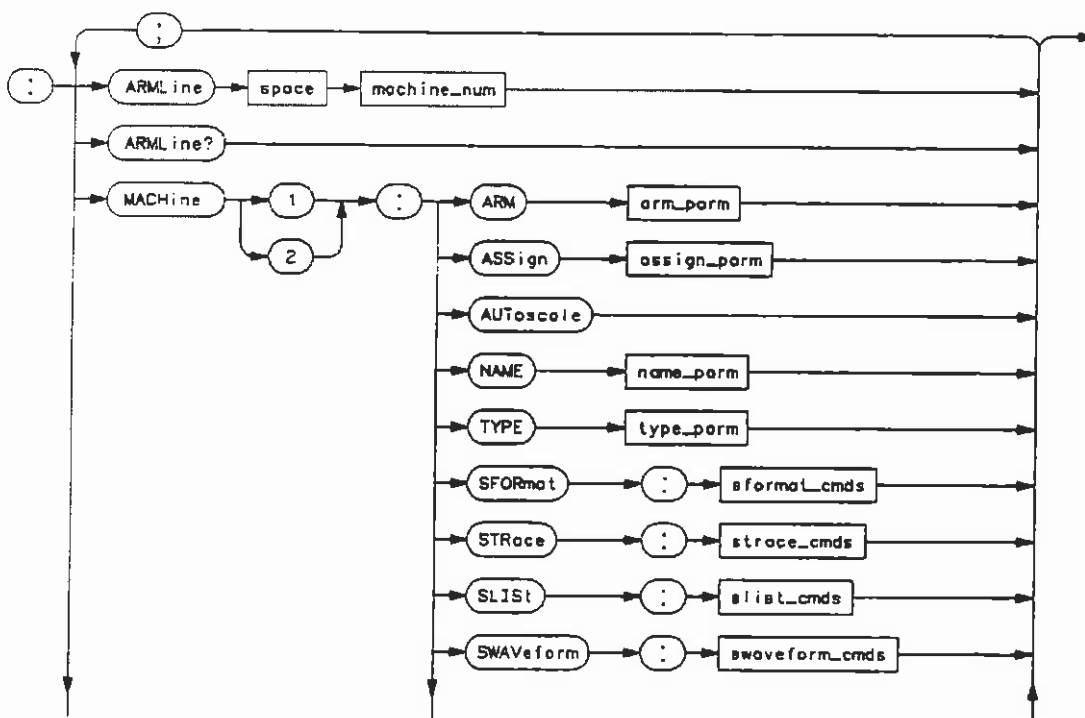 ;
: ARMLine space machine_num
ARMLine?
MACHine 1 : ARM arm_parm
2
ASSign assign_parm
AUToscale
NAME name_parm
TYPE type_parm
SFORmat : sformat_cmds
STRace : strace_cmds
SLISt : slist_cmds
SWAVeform : swaveform_cmds